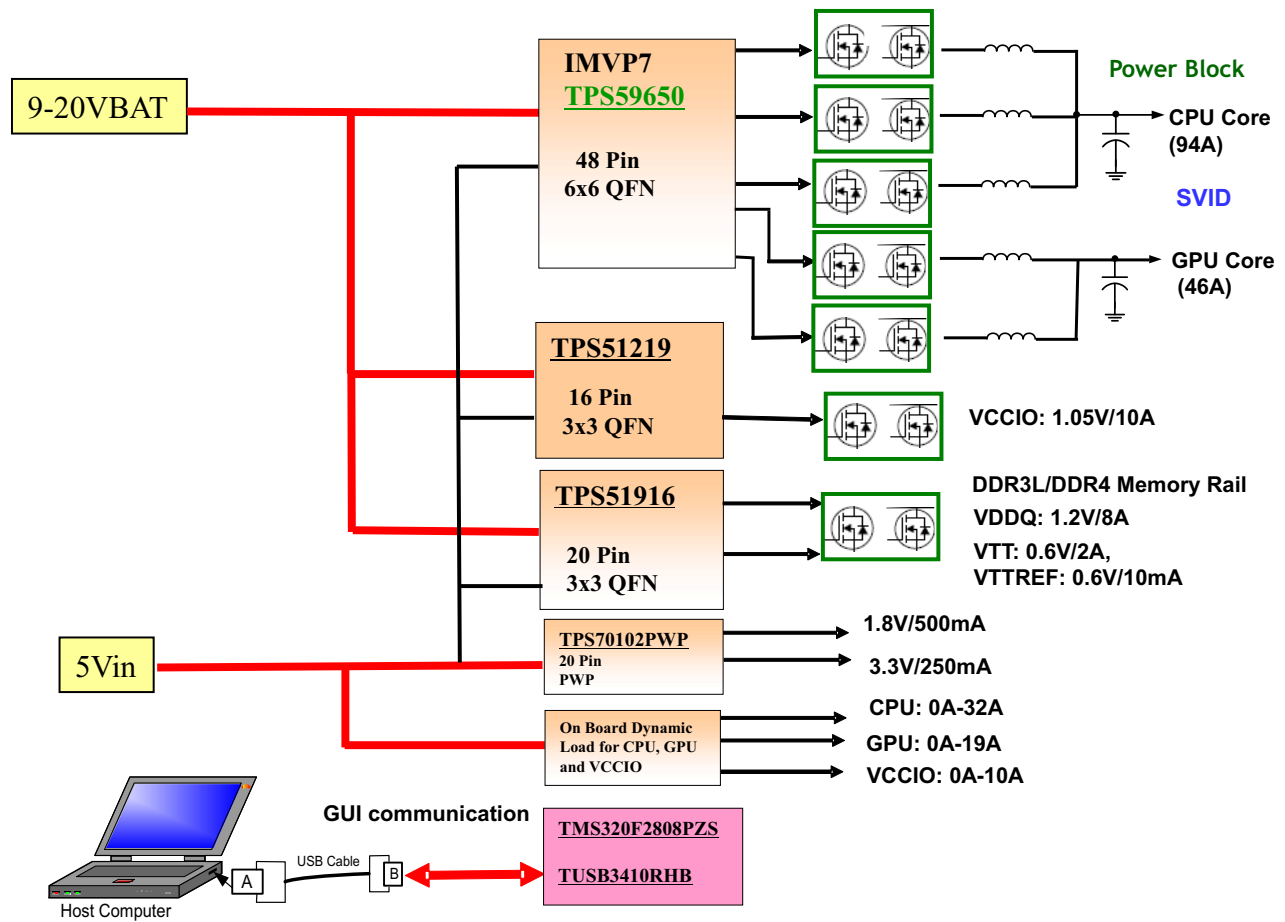 9-20VBAT
IMVP7
TPS59650
48 Pin
6x6 QFN
Power Block
CPU Core
(94A)
SVID
GPU Core
(46A)
TPS51219
16 Pin
3x3 QFN
VCCIO: 1.05V/10A
TPS51916
20 Pin
3x3 QFN
DDR3L/DDR4 Memory Rail
VDDQ: 1.2V/8A
VTT: 0.6V/2A,
VTTREF: 0.6V/10mA
5Vin
TPS70102PWP
20 Pin
PWP
1.8V/500mA
3.3V/250mA
On Board Dynamic
Load for CPU, GPU
and VCCIO
CPU: 0A-32A
GPU: 0A-19A
VCCIO: 0A-10A
GUI communication
TMS320F2808PZS
TUSB3410RHB
A
USB Cable
B
Host Computer